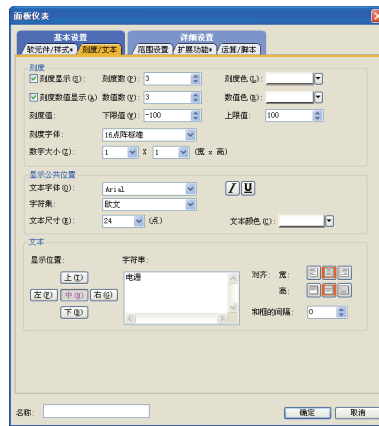 面板仪表
基本设置 详细设置
软元件/样式* 刻度/文本 范围设置 扩展功能* 运算/脚本
刻度
刻度显示(S): 刻度数(P): 3 刻度色(L):
刻度数值显示(A) 数值数(V): 3 数值色(R):
刻度值: 下限值(W): -100 上限值: 100
刻度字体: 16点阵标准
数字大小(Z): 1 X 1 (宽 x 高)
显示公共位置
文本字体(O): Arial I U
字符集: 欧文
文本尺寸(E): 24 (点) 文本颜色(C):
文本
显示位置: 字符串: 对齐: 宽:
上(T) 电源
左(F) 中(N) 右(G) 高:
下(B) 和框的间隔: 0
名称: 确定 取消